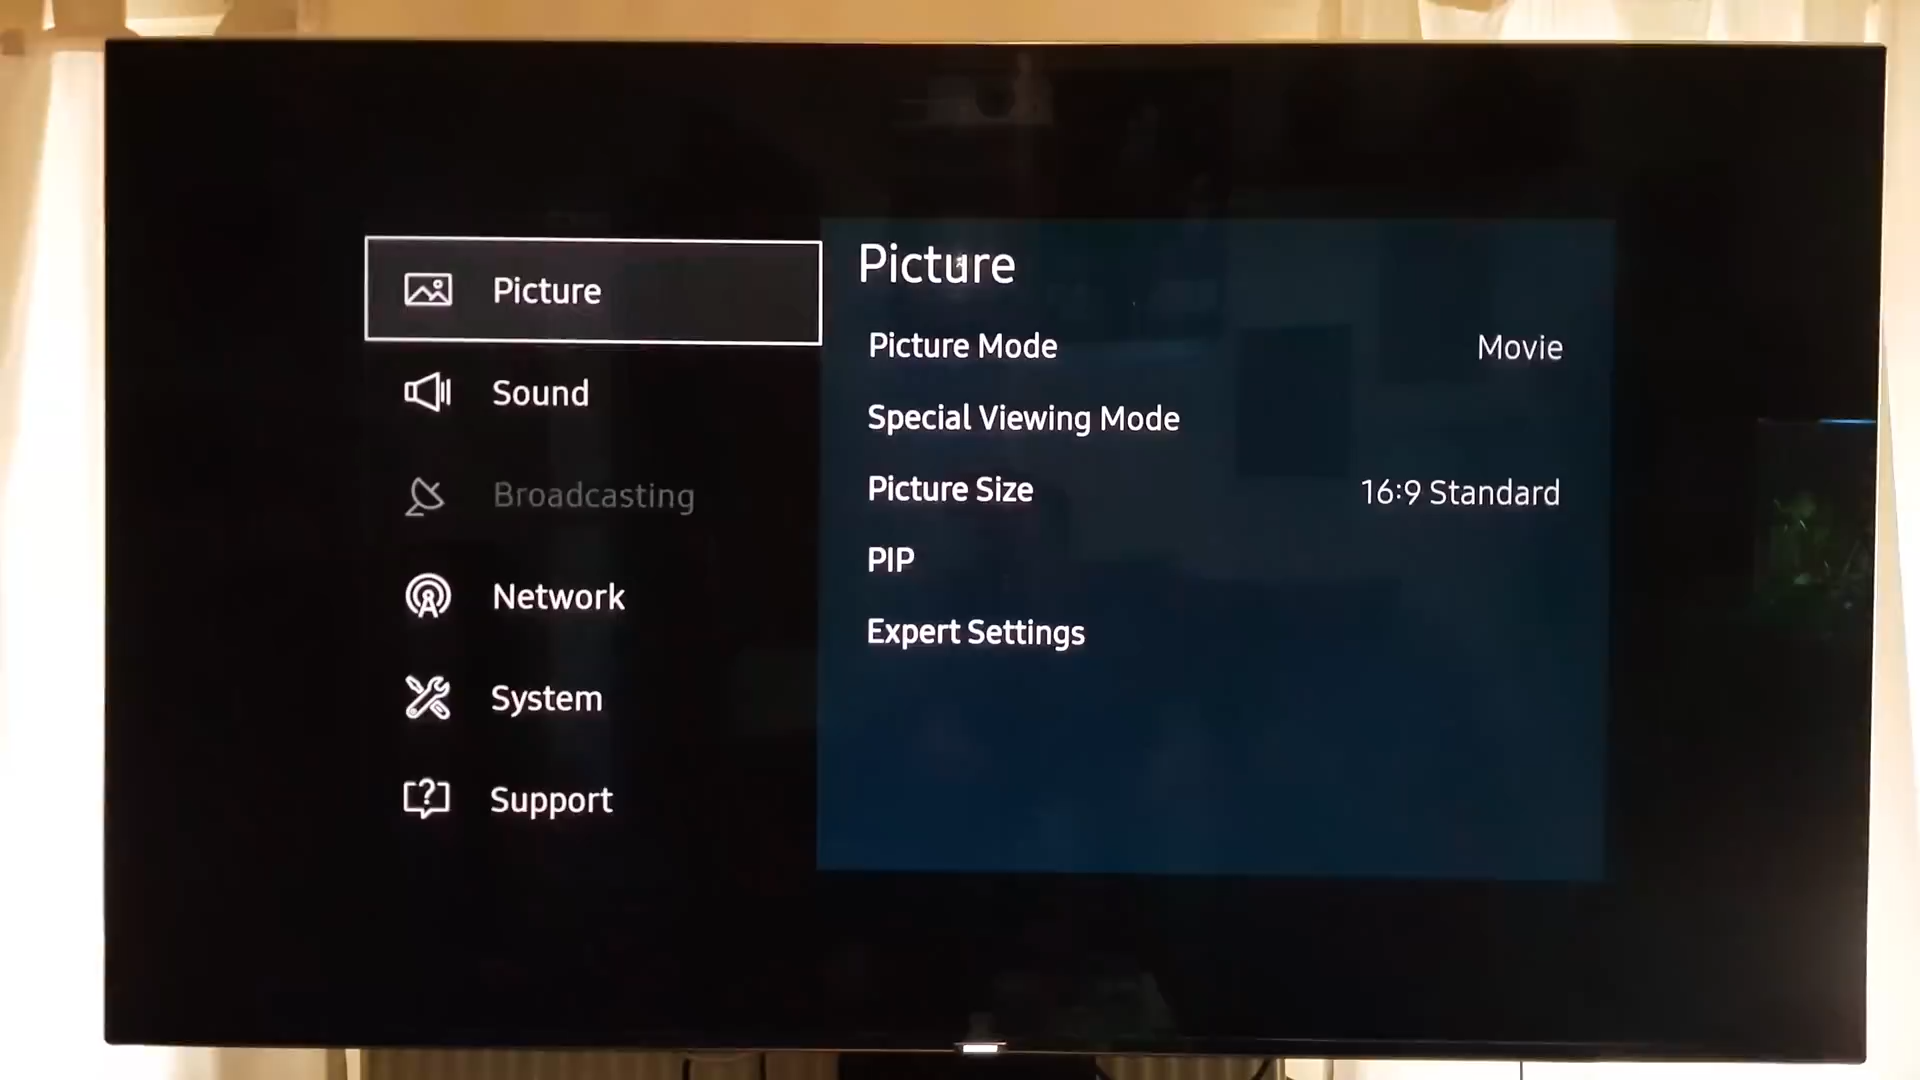 Picture
Sound
Broadcasting
Network
System
Support
Picture
Picture Mode Movie
Special Viewing Mode
Picture Size 16:9 Standard
PIP
Expert Settings